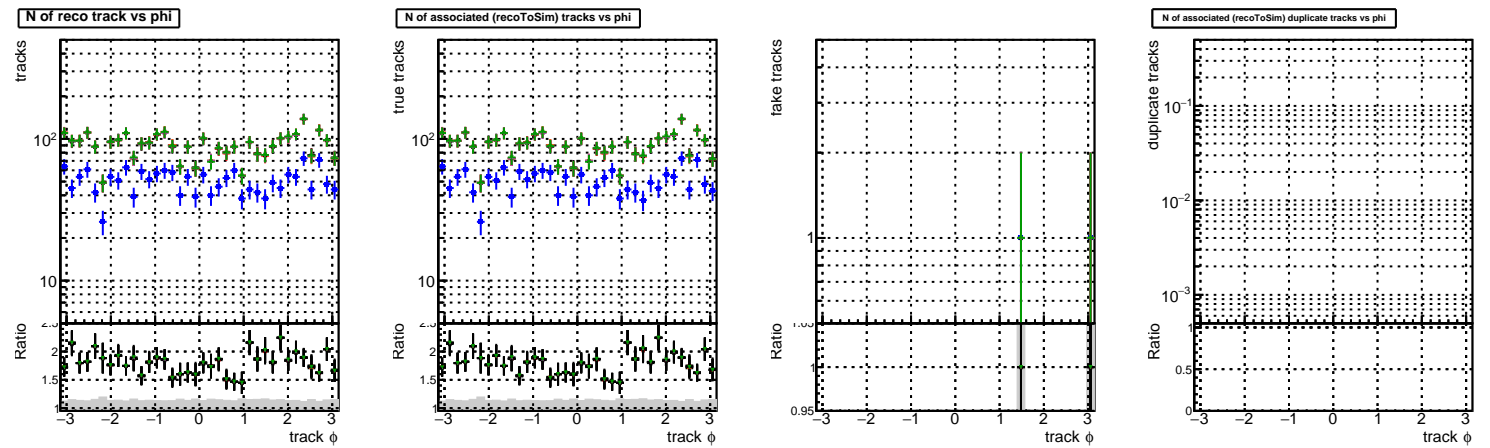 N of reco track vs phi
tracks
10²
10
Ratio
2.5
2
1.5
1
−3 −2 −1 0 1 2 3
track ϕ
N of associated (recoToSim) tracks vs phi
true tracks
10²
10
Ratio
2.5
2
1.5
1
−3 −2 −1 0 1 2 3
track ϕ
fake tracks
1
Ratio
1.05
1
0.95
−3 −2 −1 0 1 2 3
track ϕ
N of associated (recoToSim) duplicate tracks vs phi
duplicate tracks
10⁻¹
10⁻²
10⁻³
Ratio
1
0.5
0
−3 −2 −1 0 1 2 3
track ϕ